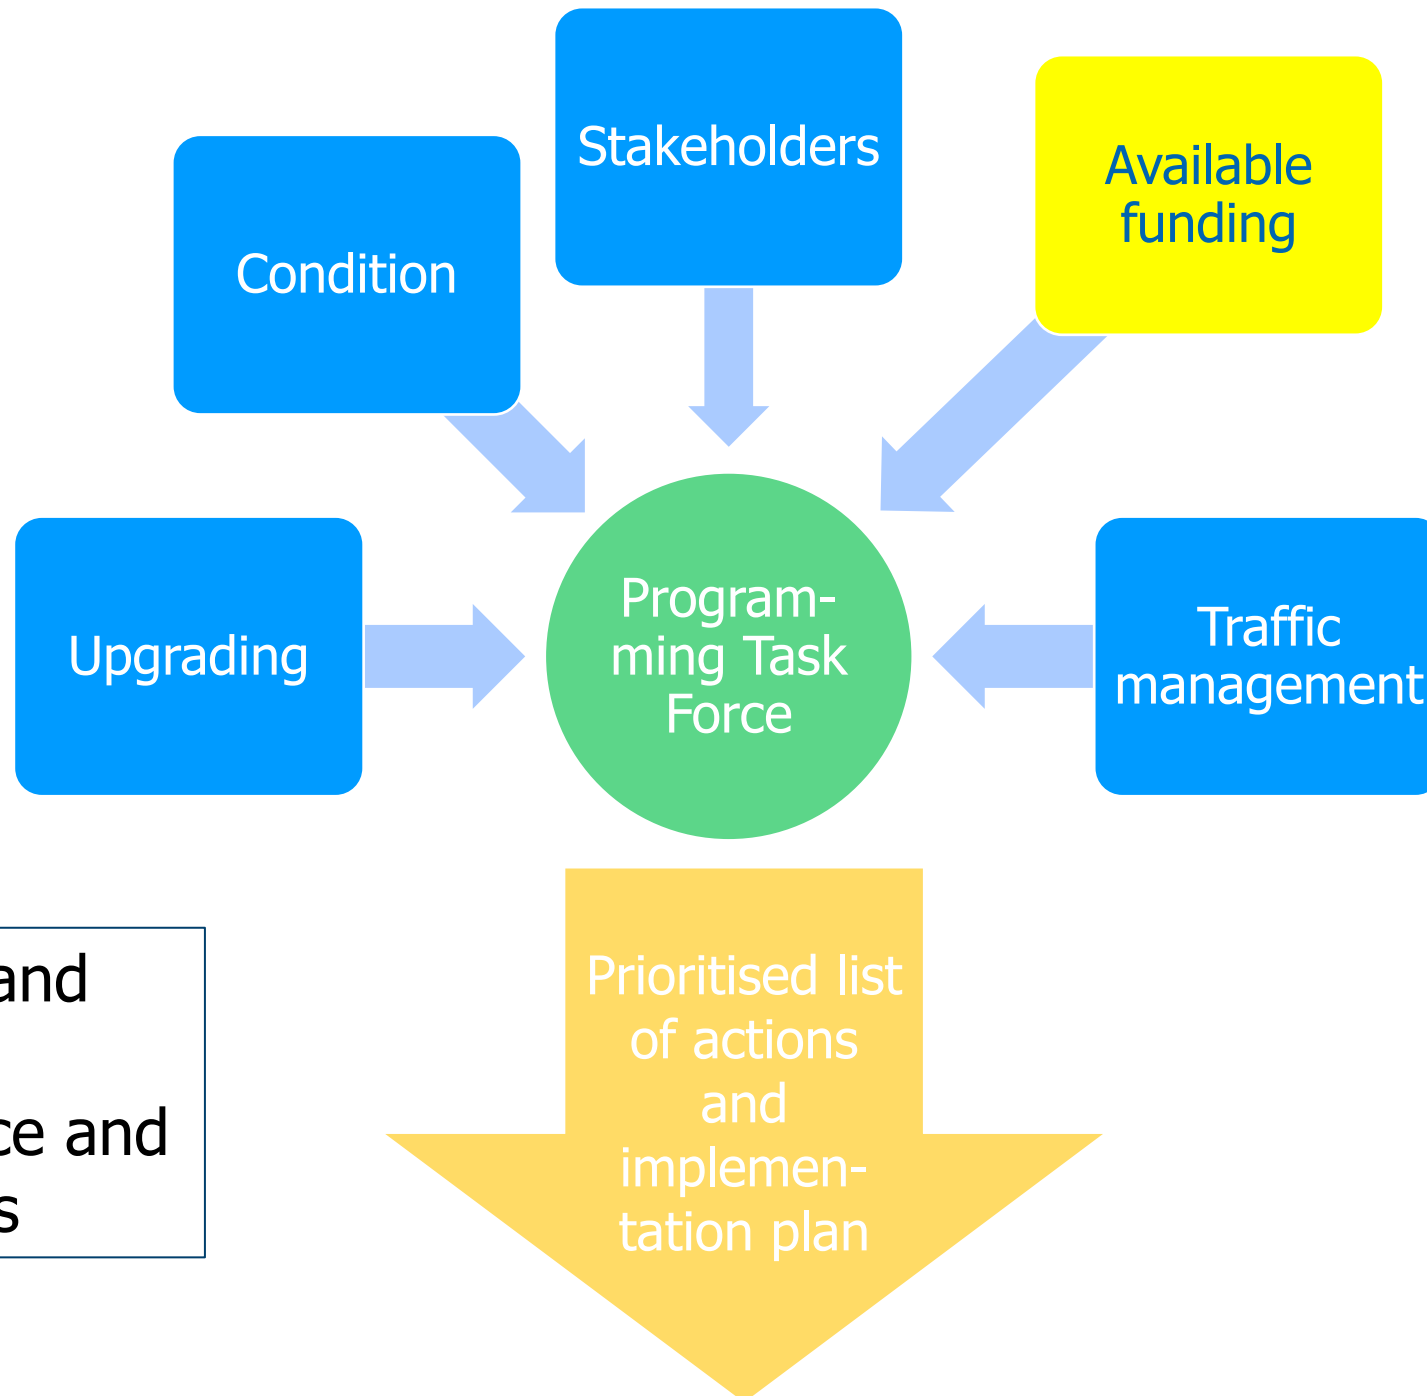 Stakeholders
Available
funding
Condition
Upgrading
Program-
ming Task
Force
Traffic
management
Prioritised list
of actions
and
implemen-
tation plan
and
and